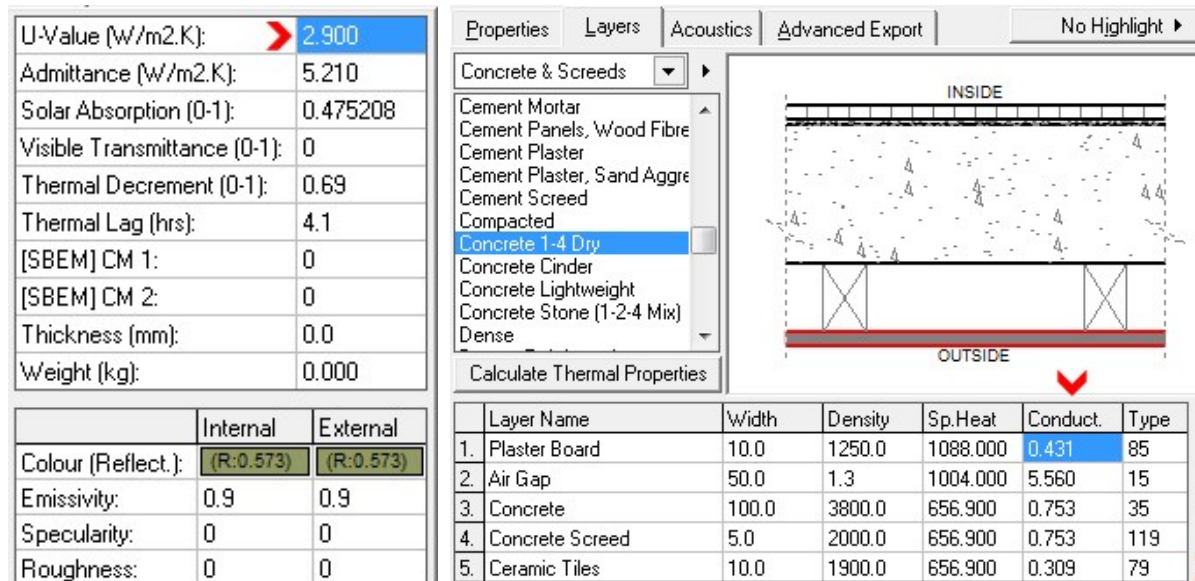 U-Value (W/m2.K): 2.900
Admittance (W/m2.K): 5.210
Solar Absorption (0-1): 0.475208
Visible Transmittance (0-1): 0
Thermal Decrement (0-1): 0.69
Thermal Lag (hrs): 4.1
[SBEM] CM 1: 0
[SBEM] CM 2: 0
Thickness (mm): 0.0
Weight (kg): 0.000
Internal External
Colour (Reflect.): (R:0.573) (R:0.573)
Emissivity: 0.9 0.9
Specularity: 0 0
Roughness: 0 0
Properties Layers Acoustics Advanced Export No Highlight
Concrete & Screeds
Cement Mortar
Cement Panels, Wood Fibre
Cement Plaster
Cement Plaster, Sand Aggre
Cement Screed
Compacted
Concrete 1-4 Dry
Concrete Cinder
Concrete Lightweight
Concrete Stone (1-2-4 Mix)
Dense
Calculate Thermal Properties
INSIDE
OUTSIDE
Layer Name Width Density Sp.Heat Conduct. Type
1. Plaster Board 10.0 1250.0 1088.000 0.431 85
2. Air Gap 50.0 1.3 1004.000 5.560 15
3. Concrete 100.0 3800.0 656.900 0.753 35
4. Concrete Screed 5.0 2000.0 656.900 0.753 119
5. Ceramic Tiles 10.0 1900.0 656.900 0.309 79